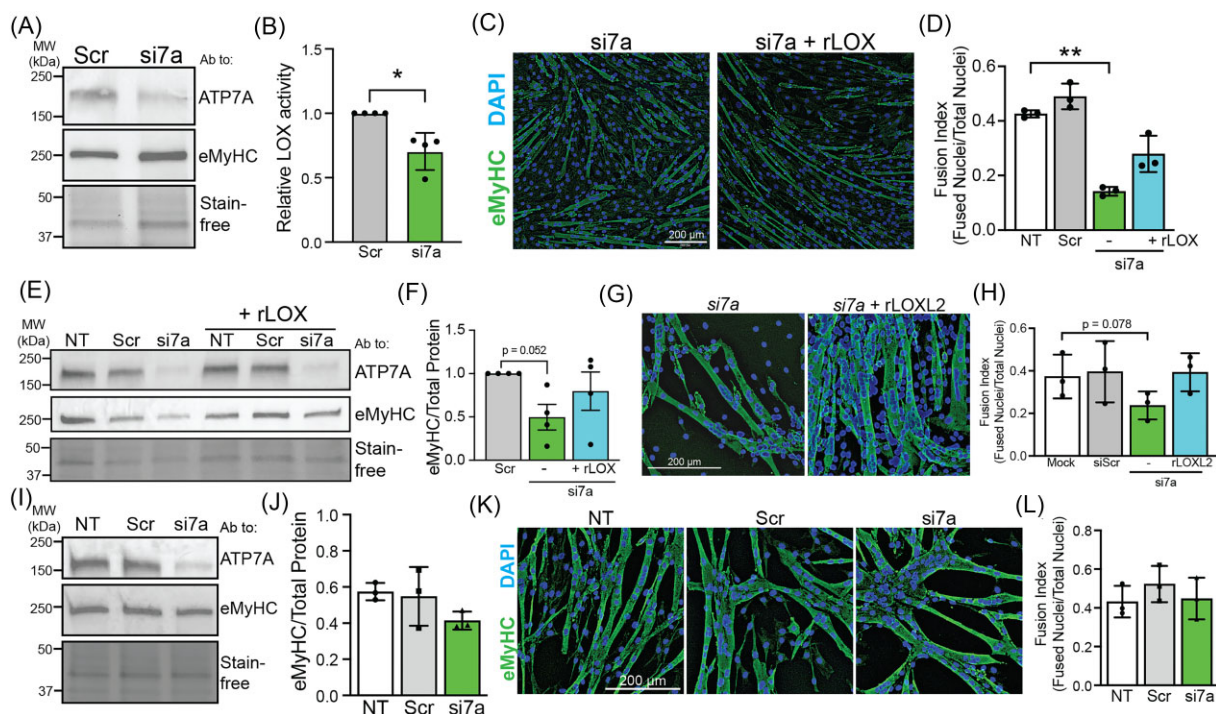 (A)
MW
(kDa)
Scr si7a
Ab to:
250
150
ATP7A
250
eMyHC
50
37
Stain-
free
(B)
Relative LOX activity
1.5
1.0
0.5
0.0
*
Scr si7a
(C)
si7a si7a + rLOX
eMyHC DAPI
200 µm
(D)
Fusion Index
(Fused Nuclei/Total Nuclei)
0.6
0.4
0.2
0.0
**
NT Scr - + rLOX
si7a
(E)
+ rLOX
MW
(kDa)
NT Scr si7a NT Scr si7a
Ab to:
250
150
ATP7A
250
eMyHC
50
37
Stain-
free
(F)
eMyHC/Total Protein
1.5
1.0
0.5
0.0
p = 0.052
Scr - + rLOX
si7a
(G)
si7a si7a + rLOXL2
200 µm
(H)
Fusion Index
(Fused Nuclei/Total Nuclei)
0.6
0.4
0.2
0.0
p = 0.078
Mock siScr - rLOXL2
si7a
(I)
MW
(kDa)
NT Scr si7a
Ab to:
250
150
ATP7A
250
eMyHC
50
37
Stain-
free
(J)
eMyHC/Total Protein
1.0
0.8
0.6
0.4
0.2
0.0
NT Scr si7a
(K)
NT Scr si7a
eMyHC DAPI
200 µm
(L)
Fusion Index
(Fused Nuclei/Total Nuclei)
0.8
0.6
0.4
0.2
0.0
NT Scr si7a